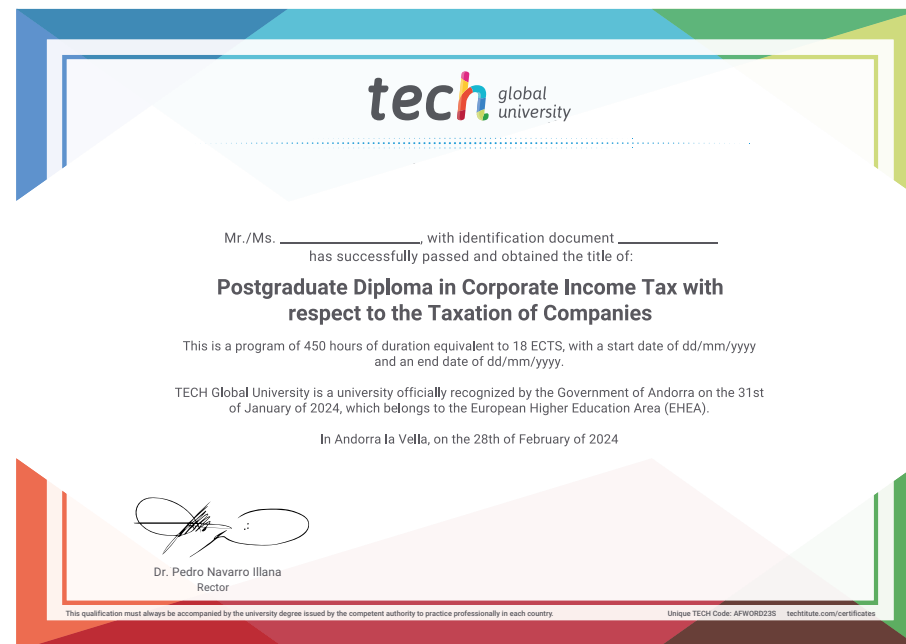 tech global
university
Mr./Ms. ____________________, with identification document ______________
has successfully passed and obtained the title of:
Postgraduate Diploma in Corporate Income Tax with
respect to the Taxation of Companies
This is a program of 450 hours of duration equivalent to 18 ECTS, with a start date of dd/mm/yyyy
and an end date of dd/mm/yyyy.
TECH Global University is a university officially recognized by the Government of Andorra on the 31st
of January of 2024, which belongs to the European Higher Education Area (EHEA).
In Andorra la Vella, on the 28th of February of 2024
Dr. Pedro Navarro Illana
Rector
This qualification must always be accompanied by the university degree issued by the competent authority to practice professionally in each country.
Unique TECH Code: AFWORD23S techtitute.com/certificates